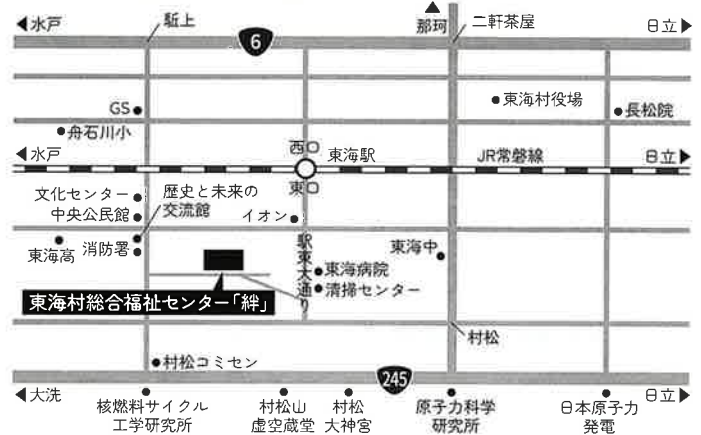 水戸
駈上
6
那珂
二軒茶屋
日立
東海村役場
長松院
GS
舟石川小
水戸
西口
東海駅
JR常磐線
日立
東口
文化センター
中央公民館
歴史と未来の
交流館
イオン
東海高
消防署
駅東大通り
東海中
東海病院
清掃センター
東海村総合福祉センター「絆」
村松
村松コミセン
245
大洗
日立
核燃料サイクル
工学研究所
村松山
虚空蔵堂
村松
大神宮
原子力科学
研究所
日本原子力
発電